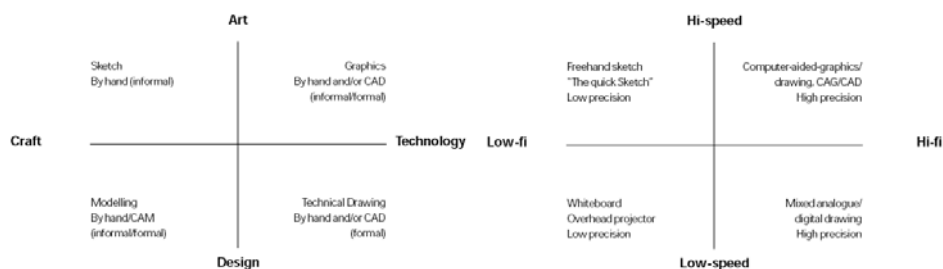 Art
Sketch
By hand (informal)
Graphics
By hand and/or CAD
(informal/formal)
Craft
Technology
Modelling
By hand/CAM
(informal/formal)
Technical Drawing
By hand and/or CAD
(formal)
Design
Hi-speed
Freehand sketch
"The quick Sketch"
Low precision
Computer-aided-graphics/
drawing, CAG/CAD
High precision
Low-fi
Hi-fi
Whiteboard
Overhead projector
Low precision
Mixed analogue/
digital drawing
High precision
Low-speed